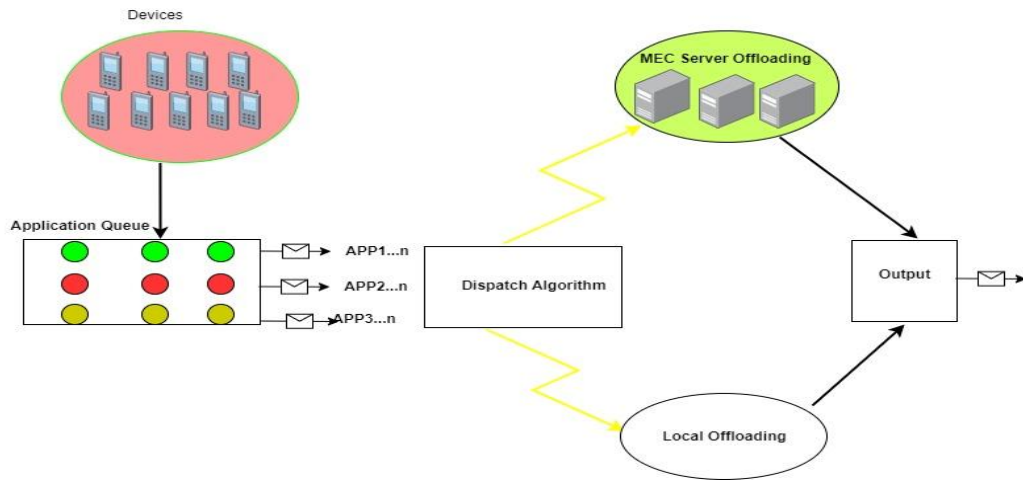 Devices
MEC Server Offloading
Application Queue
APP1...n
APP2...n
APP3...n
Dispatch Algorithm
Output
Local Offloading